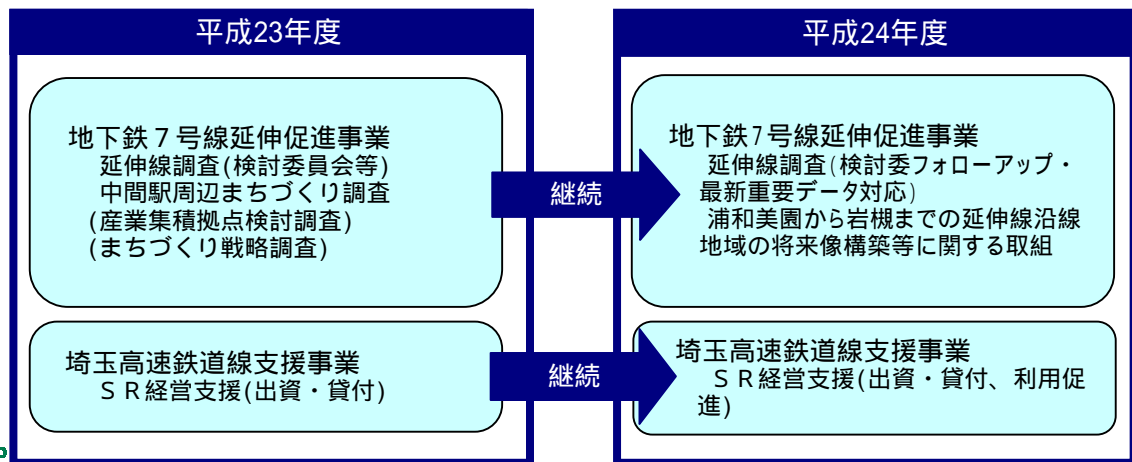 平成23年度
地下鉄７号線延伸促進事業
延伸線調査(検討委員会等)
中間駅周辺まちづくり調査
(産業集積拠点検討調査)
(まちづくり戦略調査)
埼玉高速鉄道線支援事業
ＳＲ経営支援(出資・貸付)
継続
継続
平成24年度
地下鉄7号線延伸促進事業
延伸線調査(検討委フォローアップ・
最新重要データ対応)
浦和美園から岩槻までの延伸線沿線
地域の将来像構築等に関する取組
埼玉高速鉄道線支援事業
ＳＲ経営支援(出資・貸付、利用促
進)